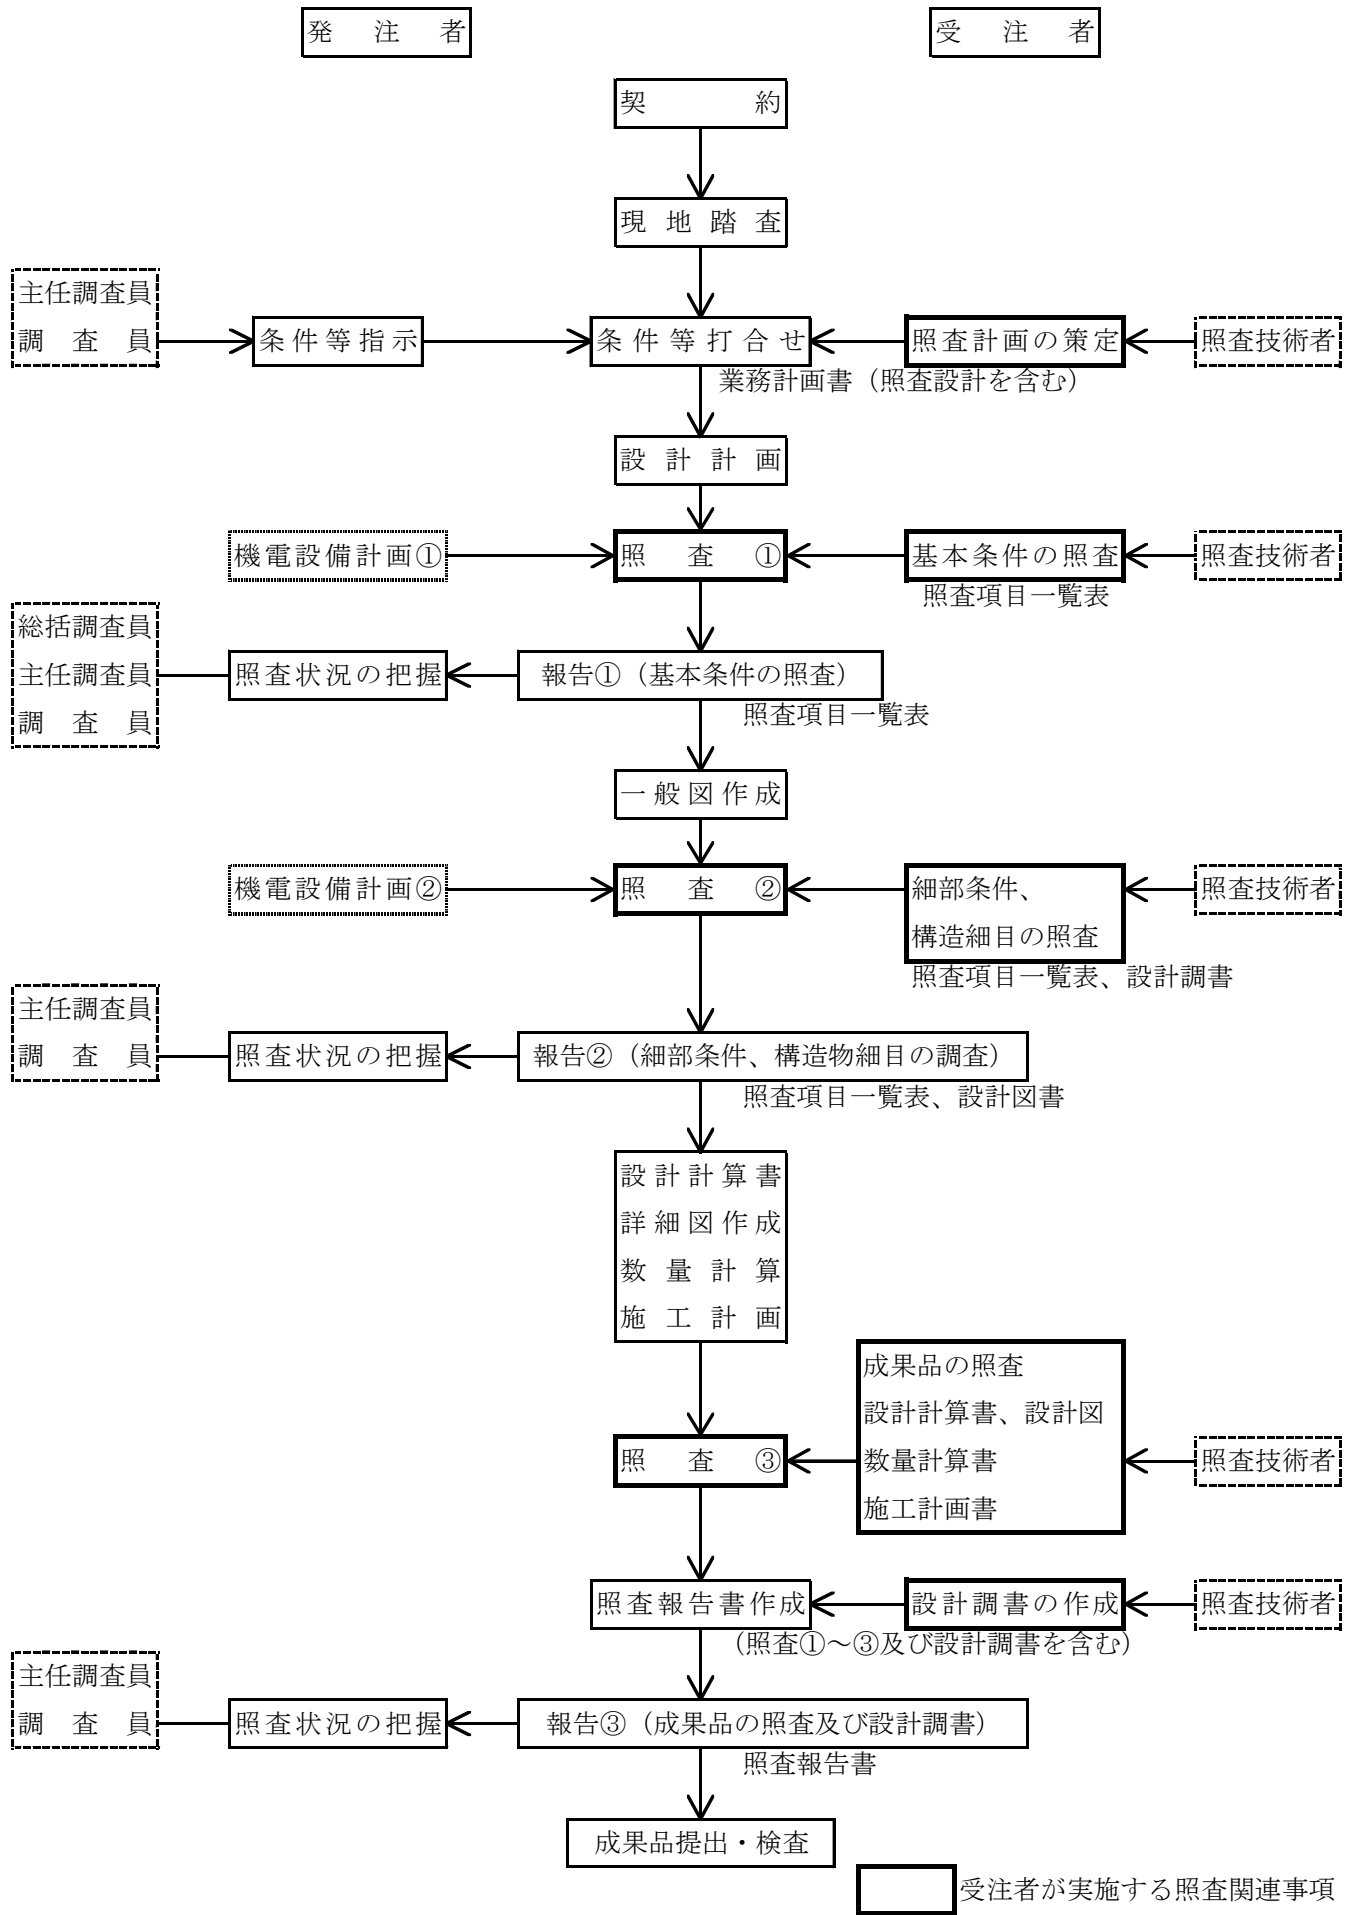 発注者
受注者
契約
現地踏査
主任調査員
調査員
条件等指示
条件等打合せ
照査計画の策定
照査技術者
業務計画書（照査設計を含む）
設計計画
機電設備計画①
照査①
基本条件の照査
照査技術者
照査項目一覧表
総括調査員
主任調査員
調査員
照査状況の把握
報告①（基本条件の照査）
照査項目一覧表
一般図作成
機電設備計画②
照査②
細部条件、
構造細目の照査
照査技術者
照査項目一覧表、設計調書
主任調査員
調査員
照査状況の把握
報告②（細部条件、構造物細目の調査）
照査項目一覧表、設計図書
設計計算書
詳細図作成
数量計算
施工計画
成果品の照査
設計計算書、設計図
数量計算書
施工計画書
照査③
照査技術者
照査報告書作成
設計調書の作成
照査技術者
（照査①～③及び設計調書を含む）
主任調査員
調査員
照査状況の把握
報告③（成果品の照査及び設計調書）
照査報告書
成果品提出・検査
受注者が実施する照査関連事項